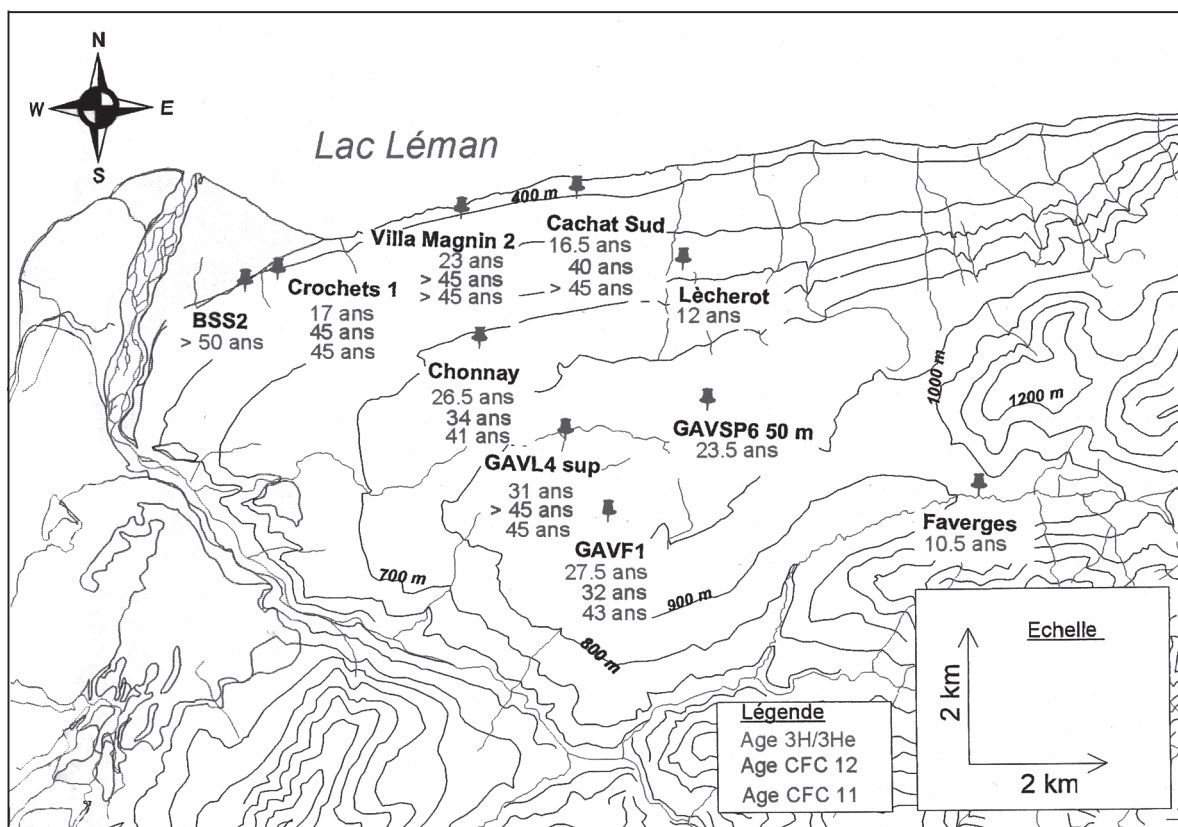 N
W
E
S
Lac Léman
400 m
Villa Magnin 2
23 ans
> 45 ans
> 45 ans
Cachat Sud
16.5 ans
40 ans
> 45 ans
Crochets 1
17 ans
45 ans
45 ans
BSS2
> 50 ans
Lècherot
12 ans
Chonnay
26.5 ans
34 ans
41 ans
GAVSP6 50 m
23.5 ans
1000 m
1200 m
GAVL4 sup
31 ans
> 45 ans
45 ans
GAVF1
27.5 ans
32 ans
43 ans
Faverges
10.5 ans
700 m
900 m
800 m
Légende
Age 3H/3He
Age CFC 12
Age CFC 11
Echelle
2 km
2 km